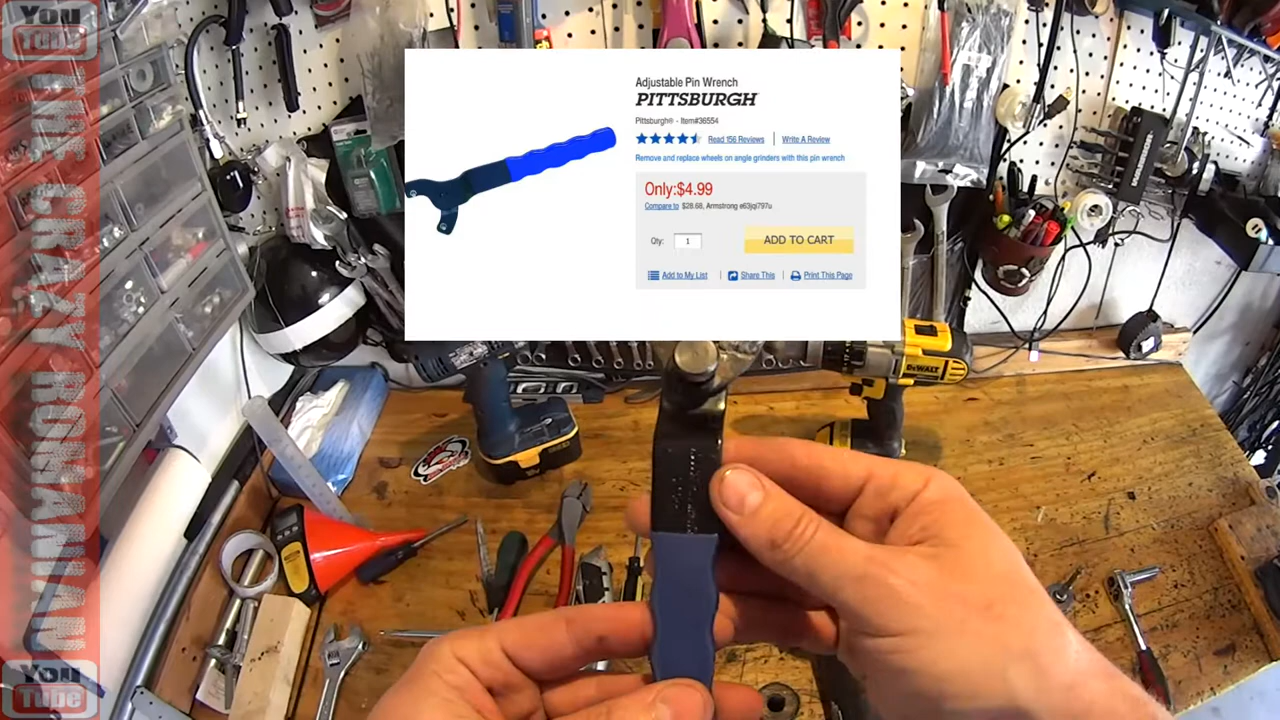 You
Tube
THE CRAZY ROMANIAN
You
Tube
Adjustable Pin Wrench
PITTSBURGH
Pittsburgh® - Item#36554
Read 156 Reviews | Write A Review
Remove and replace wheels on angle grinders with this pin wrench
Only:$4.99
Compare to $28.68, Armstrong e63jqi797u
Qty: 1 ADD TO CART
Add to My List | Share This | Print This Page
DEWALT